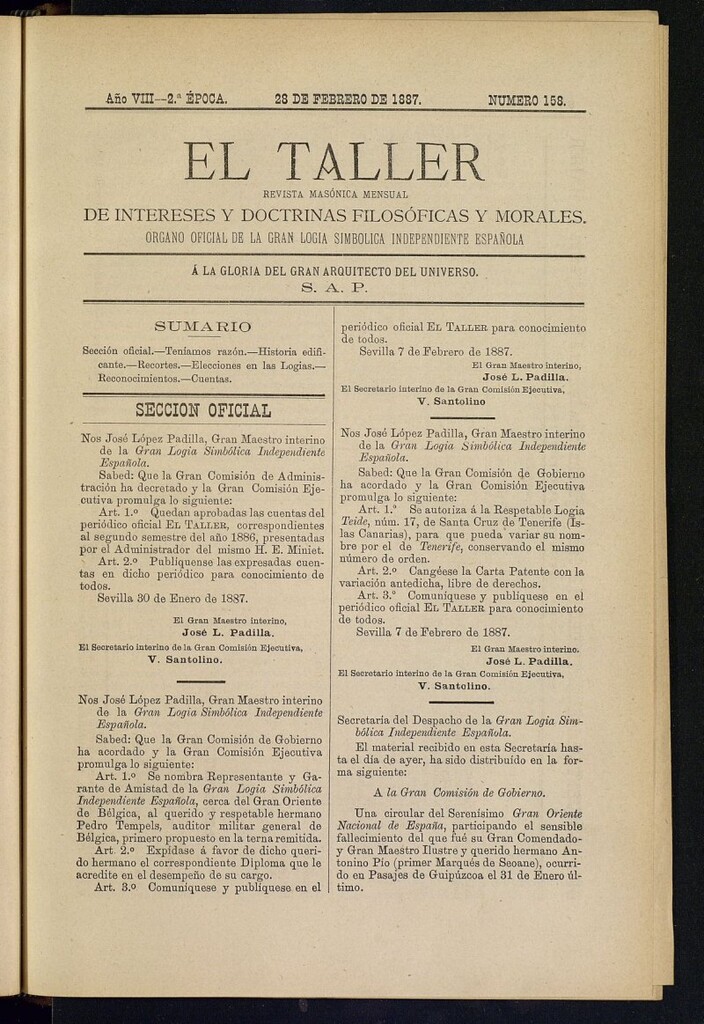 Año VIII—2.ª ÉPOCA. 28 DE FEBRERO DE 1887. NUMERO 158.
EL TALLER
REVISTA MASÓNICA MENSUAL
DE INTERESES Y DOCTRINAS FILOSÓFICAS Y MORALES.
ORGANO OFICIAL DE LA GRAN LOGIA SIMBOLICA INDEPENDIENTE ESPAÑOLA
Á LA GLORIA DEL GRAN ARQUITECTO DEL UNIVERSO.
S. A. P.
SUMARIO
Sección oficial.—Teníamos razón.—Historia edifi-
cante.—Recortes.—Elecciones en las Logias.—
Reconocimientos.—Cuentas.
SECCION OFICIAL
Nos José López Padilla, Gran Maestro interino
de la Gran Logia Simbólica Independiente
Española.
Sabed: Que la Gran Comisión de Adminis-
tración ha decretado y la Gran Comisión Eje-
cutiva promulga lo siguiente:
Art. 1.º Quedan aprobadas las cuentas del
periódico oficial EL TALLER, correspondientes
al segundo semestre del año 1886, presentadas
por el Administrador del mismo H. E. Miniet.
Art. 2.º Publíquense las expresadas cuen-
tas en dicho periódico para conocimiento de
todos.
Sevilla 30 de Enero de 1887.
El Gran Maestro interino,
José L. Padilla.
El Secretario interino de la Gran Comisión Ejecutiva,
V. Santolino.
Nos José López Padilla, Gran Maestro interino
de la Gran Logia Simbólica Independiente
Española.
Sabed: Que la Gran Comisión de Gobierno
ha acordado y la Gran Comisión Ejecutiva
promulga lo siguiente:
Art. 1.º Se nombra Representante y Ga-
rante de Amistad de la Gran Logia Simbólica
Independiente Española, cerca del Gran Oriente
de Bélgica, al querido y respetable hermano
Pedro Tempels, auditor militar general de
Bélgica, primero propuesto en la terna remitida.
Art. 2.º Expídase á favor de dicho queri-
do hermano el correspondiente Diploma que le
acredite en el desempeño de su cargo.
Art. 3.º Comuníquese y publíquese en el
periódico oficial EL TALLER para conocimiento
de todos.
Sevilla 7 de Febrero de 1887.
El Gran Maestro interino,
José L. Padilla.
El Secretario interino de la Gran Comisión Ejecutiva,
V. Santolino
Nos José López Padilla, Gran Maestro interino
de la Gran Logia Simbólica Independiente
Española.
Sabed: Que la Gran Comisión de Gobierno
ha acordado y la Gran Comisión Ejecutiva
promulga lo siguiente:
Art. 1.º Se autoriza á la Respetable Logia
Teide, núm. 17, de Santa Cruz de Tenerife (Is-
las Canarias), para que pueda variar su nom-
bre por el de Tenerife, conservando el mismo
número de orden.
Art. 2.º Cangéese la Carta Patente con la
variación antedicha, libre de derechos.
Art. 3.º Comuníquese y publíquese en el
periódico oficial EL TALLER para conocimiento
de todos.
Sevilla 7 de Febrero de 1887.
El Gran Maestro interino.
José L. Padilla.
El Secretario interino de la Gran Comisión Ejecutiva,
V. Santolino.
Secretaría del Despacho de la Gran Logia Sim-
bólica Independiente Española.
El material recibido en esta Secretaría has-
ta el día de ayer, ha sido distribuído en la for-
ma siguiente:
A la Gran Comisión de Gobierno.
Una circular del Serenísimo Gran Oriente
Nacional de España, participando el sensible
fallecimiento del que fué su Gran Comendado-
y Gran Maestro Ilustre y querido hermano An-
tonino Pío (primer Marqués de Seoane), ocurri-
do en Pasajes de Guipúzcoa el 31 de Enero úl-
timo.